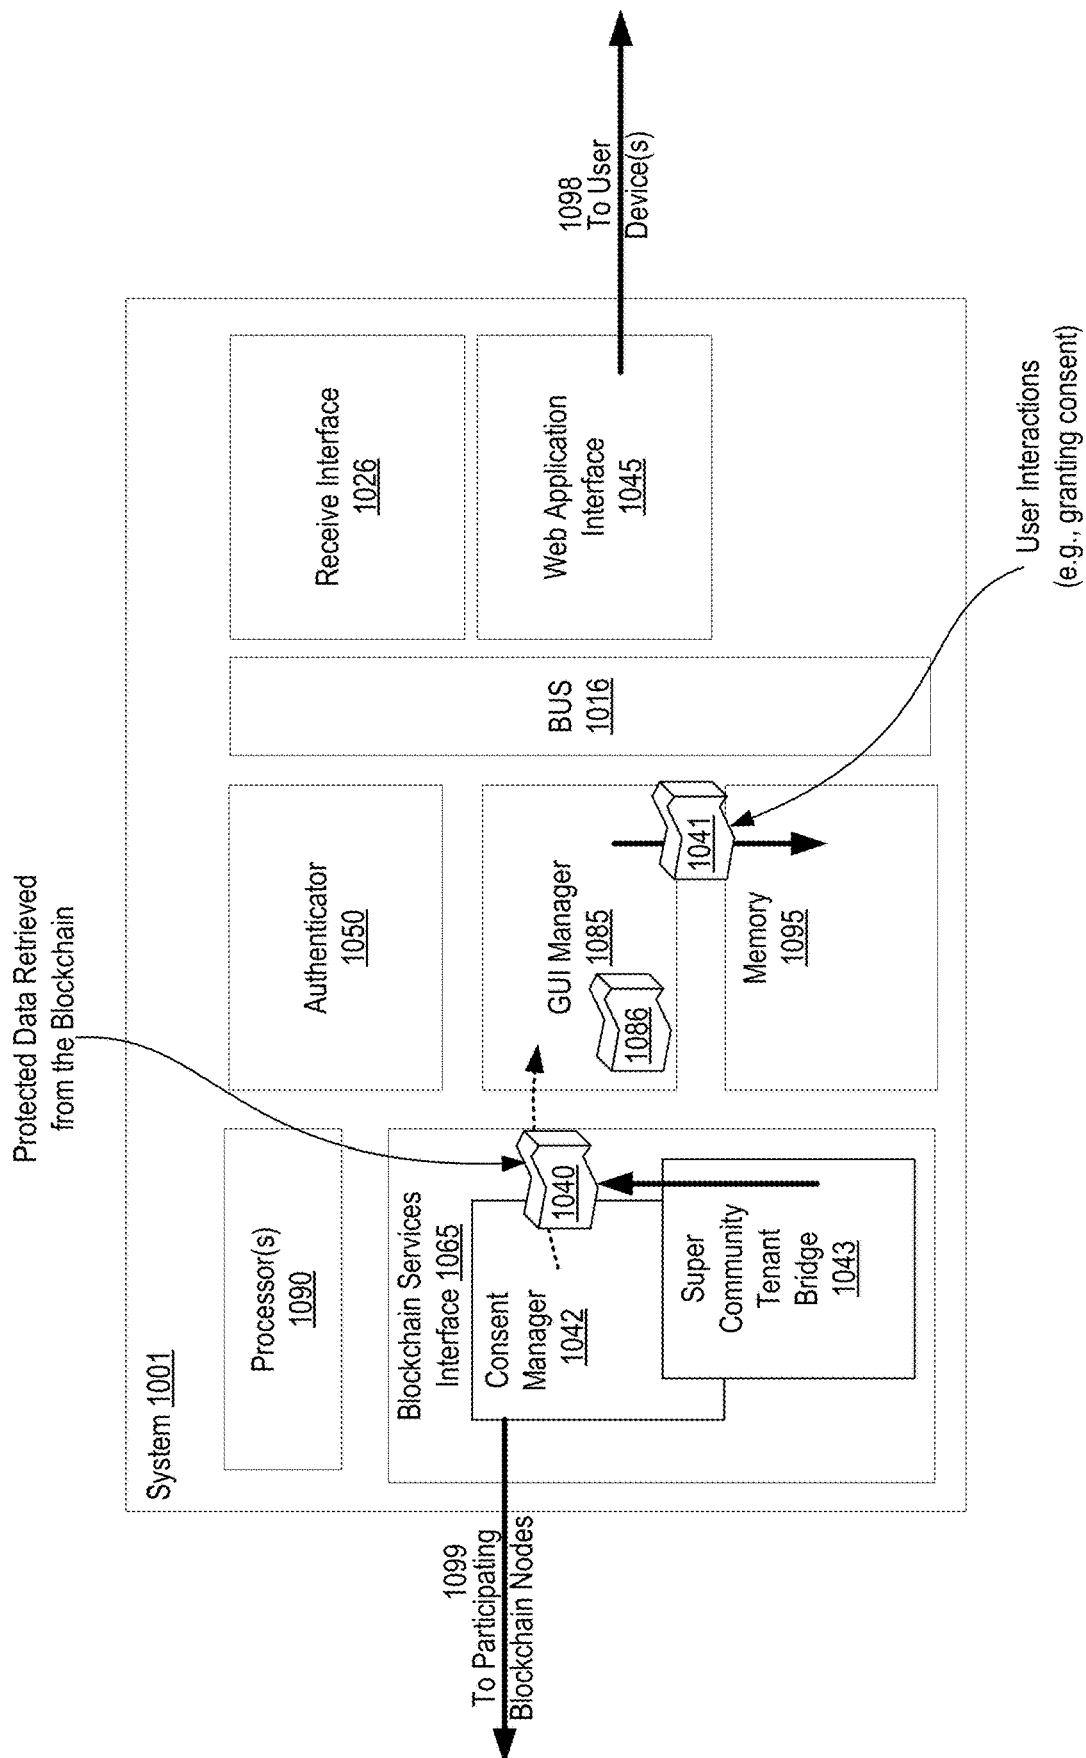 Protected Data Retrieved
from the Blockchain
System 1001
Processor(s)
1090
Authenticator
1050
Receive Interface
1026
BUS
1016
Blockchain Services
Interface 1065
Consent
Manager
1042
Super
Community
Tenant
Bridge
1043
1040
GUI Manager
1085
1086
1041
Memory
1095
Web Application
Interface
1045
1099
To Participating
Blockchain Nodes
1098
To User
Device(s)
User Interactions
(e.g., granting consent)